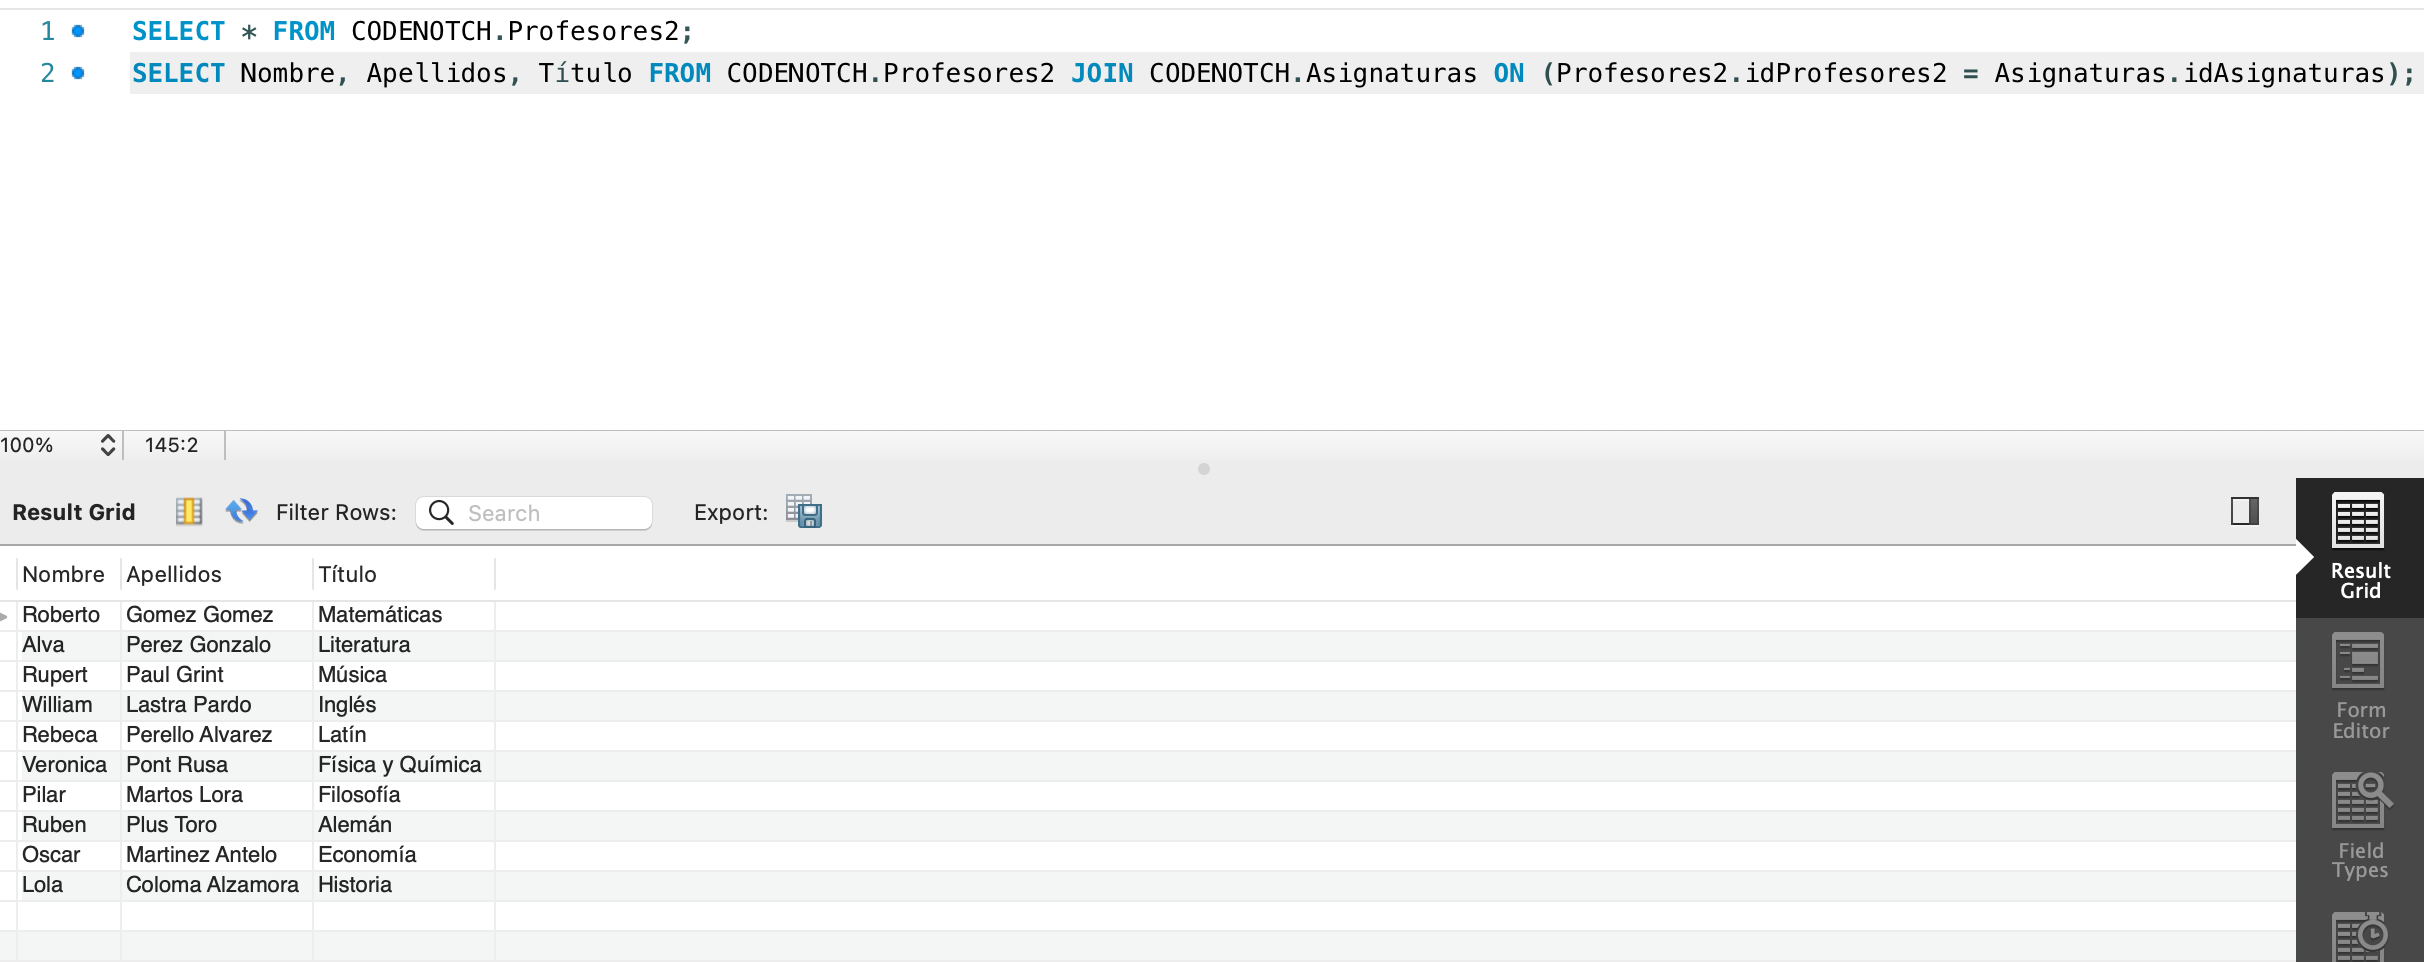 1 SELECT * FROM CODENOTCH.Profesores2;
2 SELECT Nombre, Apellidos, Título FROM CODENOTCH.Profesores2 JOIN CODENOTCH.Asignaturas ON (Profesores2.idProfesores2 = Asignaturas.idAsignaturas);
100% 145:2
Result Grid Filter Rows: Search Export:
Nombre Apellidos Título
Roberto Gomez Gomez Matemáticas
Alva Perez Gonzalo Literatura
Rupert Paul Grint Música
William Lastra Pardo Inglés
Rebeca Perello Alvarez Latín
Veronica Pont Rusa Física y Química
Pilar Martos Lora Filosofía
Ruben Plus Toro Alemán
Oscar Martinez Antelo Economía
Lola Coloma Alzamora Historia
Result
Grid
Form
Editor
Field
Types